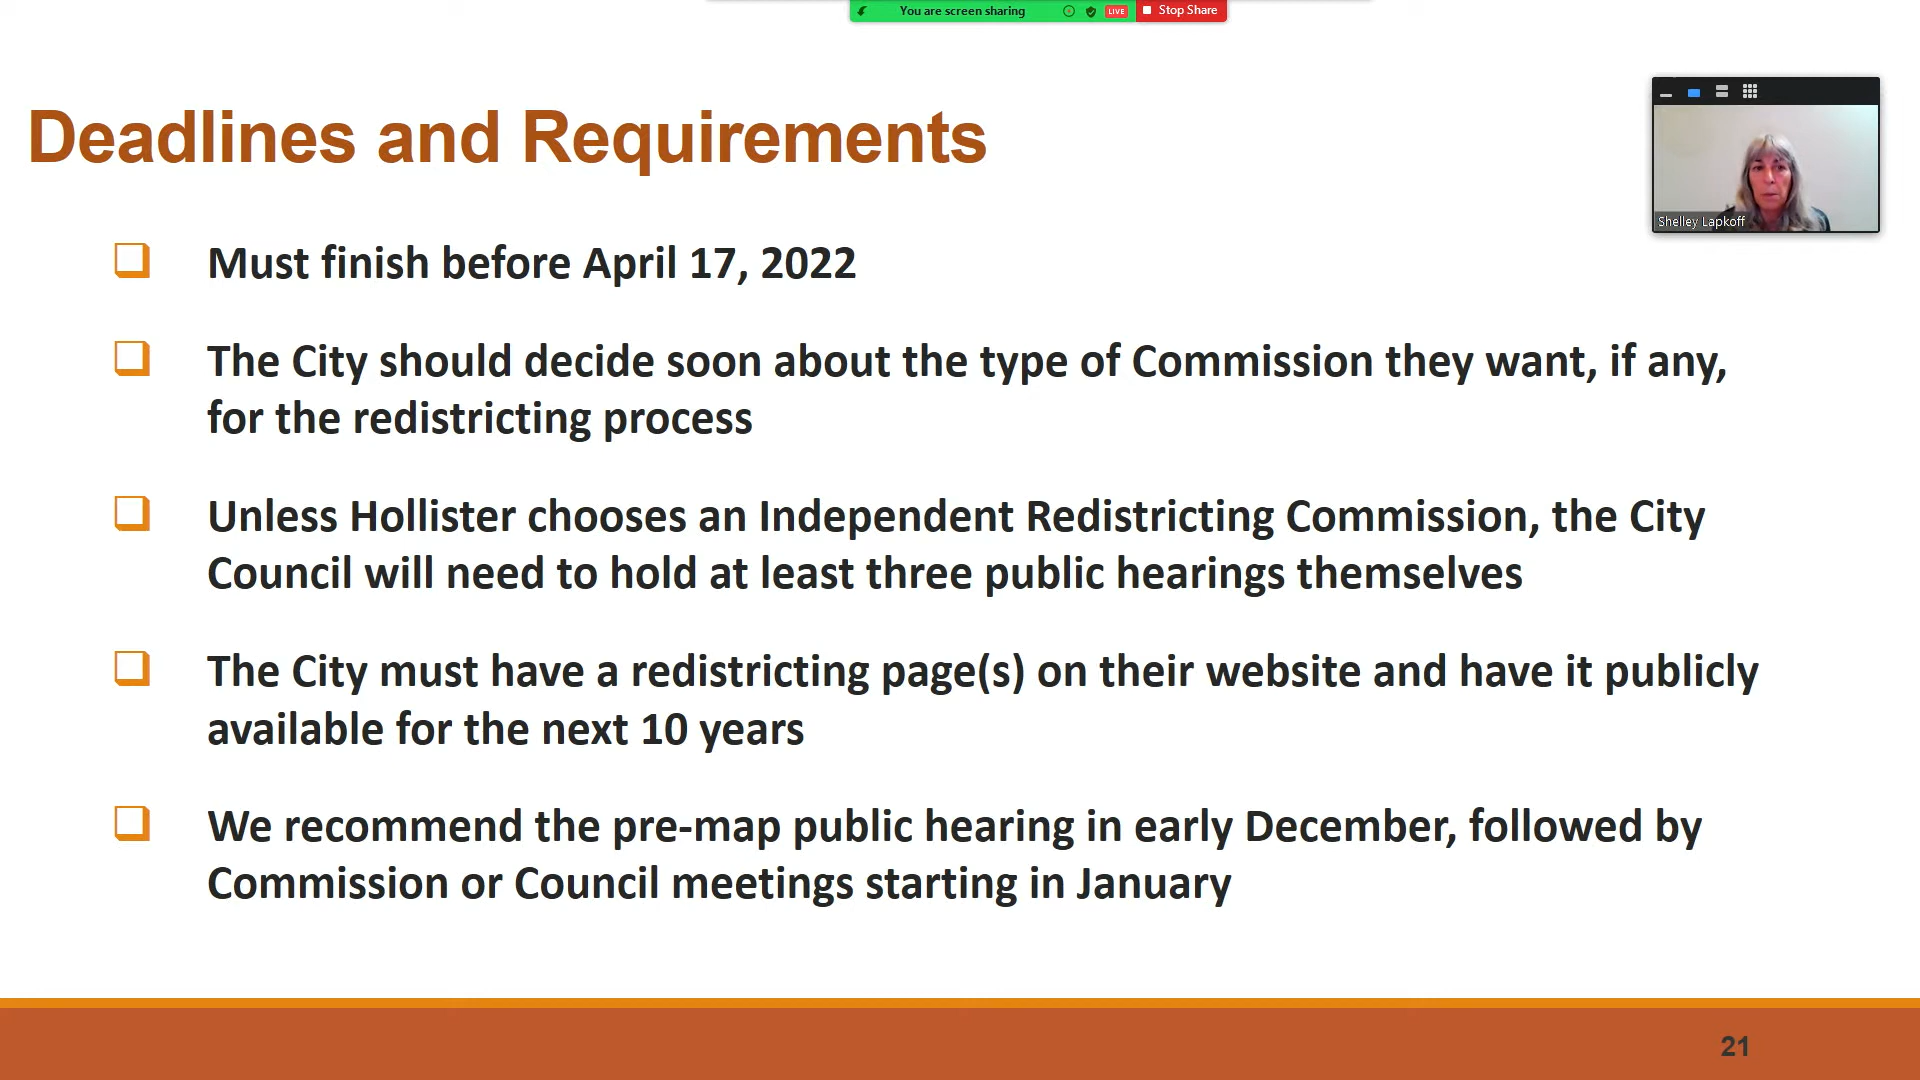 You are screen sharing
LIVE
Stop Share
Deadlines and Requirements
Shelley Lapkoff
Must finish before April 17, 2022
The City should decide soon about the type of Commission they want, if any,
for the redistricting process
Unless Hollister chooses an Independent Redistricting Commission, the City
Council will need to hold at least three public hearings themselves
The City must have a redistricting page(s) on their website and have it publicly
available for the next 10 years
We recommend the pre-map public hearing in early December, followed by
Commission or Council meetings starting in January
21